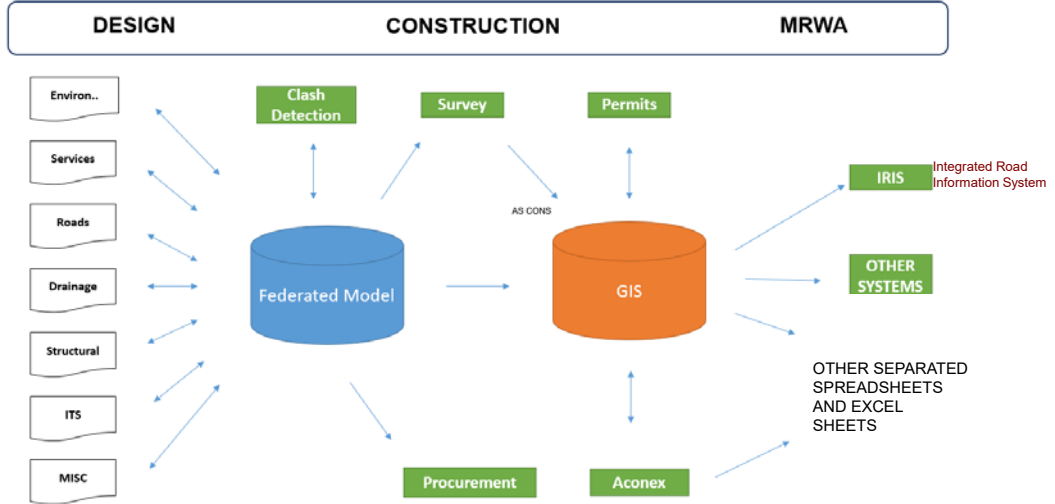 DESIGN
CONSTRUCTION
MRWA
Environ..
Services
Roads
Drainage
Structural
ITS
MISC
Clash
Detection
Survey
Permits
AS CONS
Federated Model
GIS
Procurement
Aconex
IRIS
Integrated Road
Information System
OTHER
SYSTEMS
OTHER SEPARATED
SPREADSHEETS
AND EXCEL
SHEETS